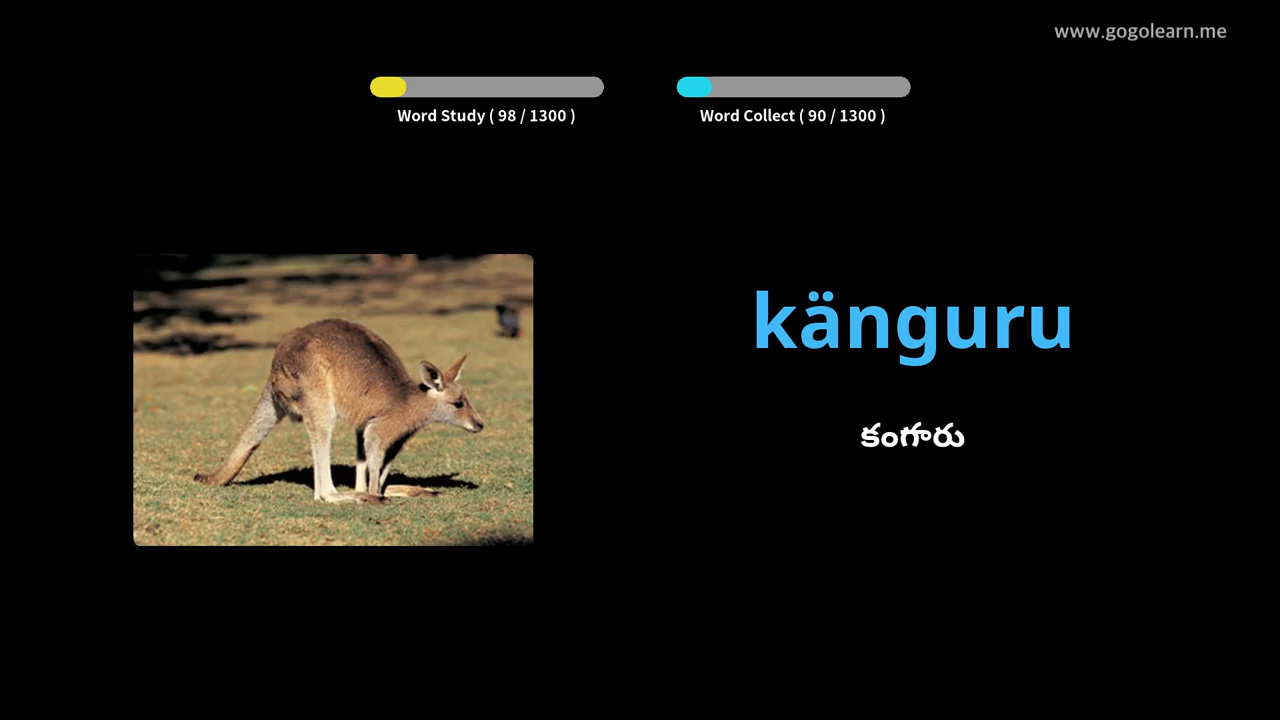 www.gogolearn.me
Word Study ( 98 / 1300 )
Word Collect ( 90 / 1300 )
känguru
కంగారు